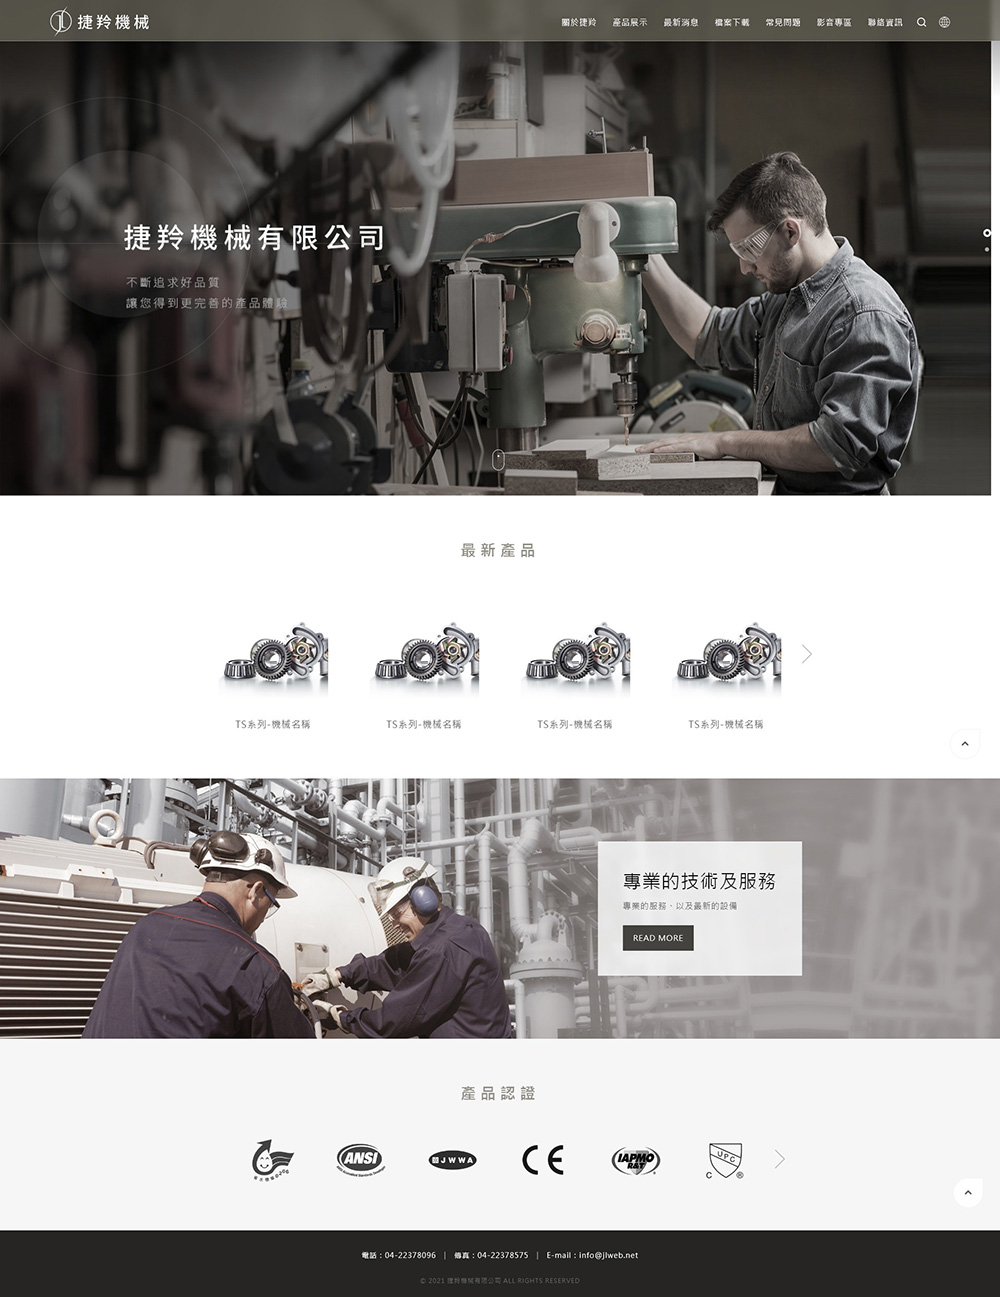 捷羚機械
關於捷羚 產品展示 最新消息 檔案下載 常見問題 影音專區 聯絡資訊
捷羚機械有限公司
不斷追求好品質
讓您得到更完善的產品體驗
最新產品
TS系列-機械名稱 TS系列-機械名稱 TS系列-機械名稱 TS系列-機械名稱
專業的技術及服務
專業的服務、以及最新的設備
READ MORE
產品認證
ANSI
JWWA
CE
IAPMO
R&T
UPC
C ®
電話：04-22378096 | 傳真：04-22378575 | E-mail：info@jlweb.net
© 2021 捷羚機械有限公司 ALL RIGHTS RESERVED